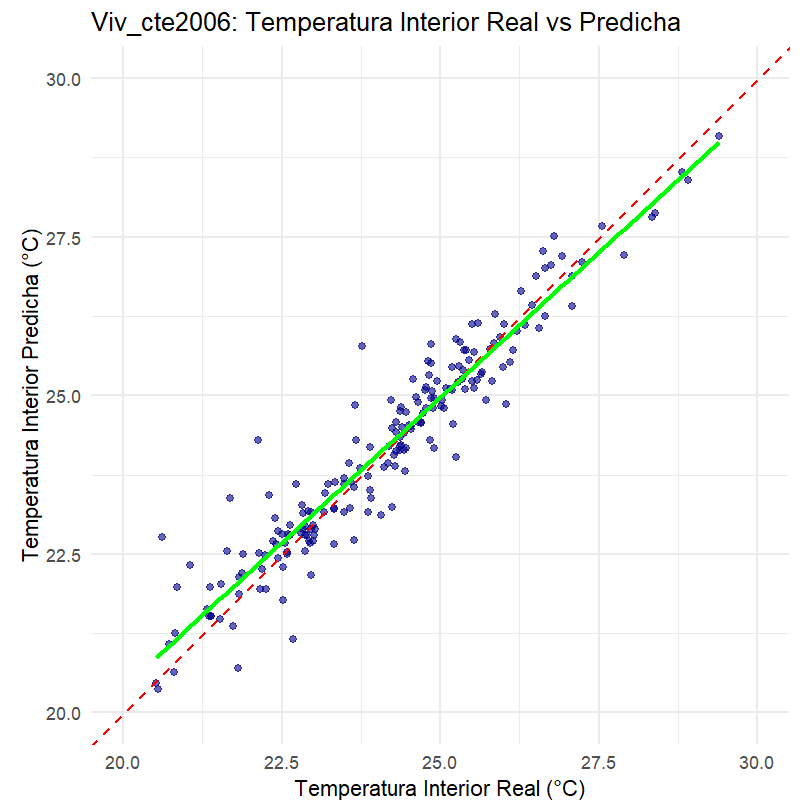 Viv_cte2006: Temperatura Interior Real vs Predicha
Temperatura Interior Predicha (°C)
30.0
27.5
25.0
22.5
20.0
20.0 22.5 25.0 27.5 30.0
Temperatura Interior Real (°C)